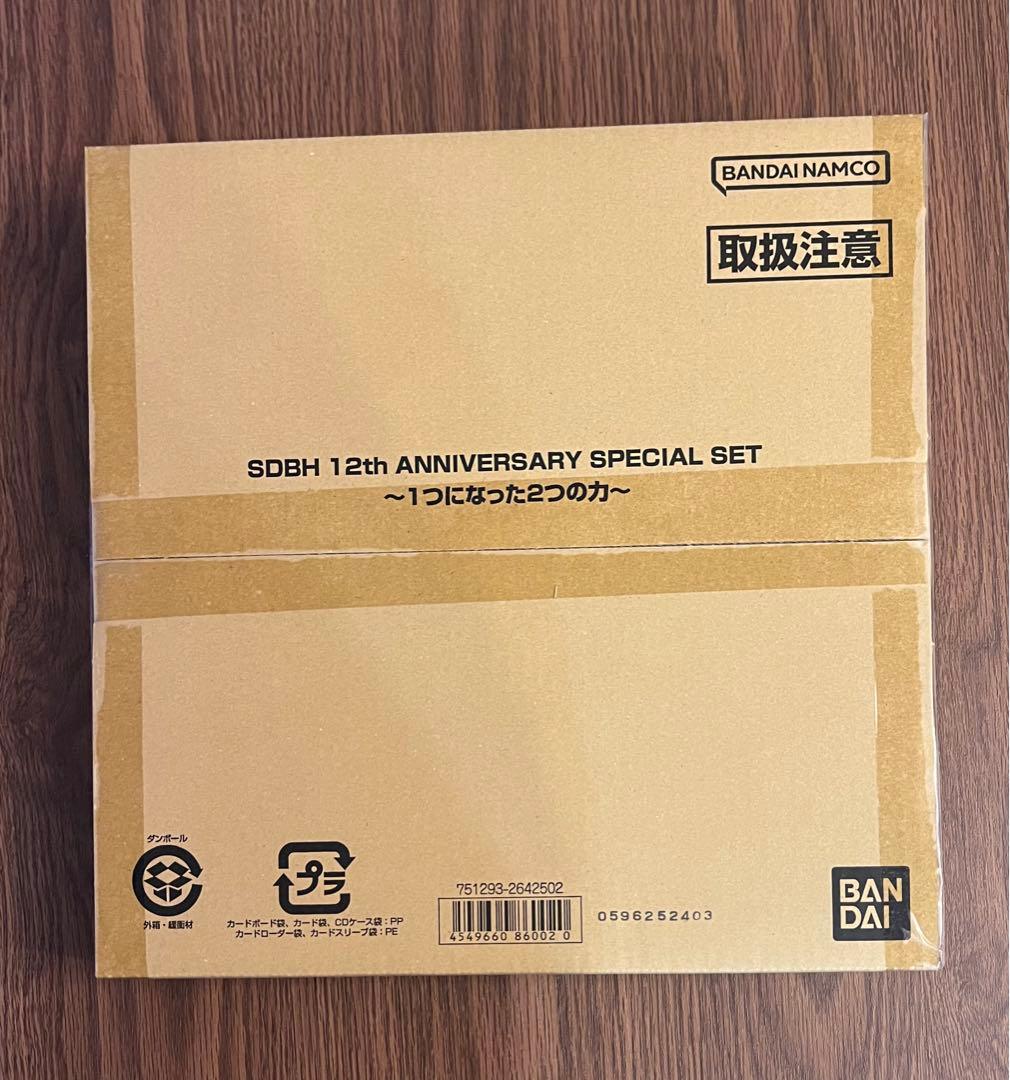 BANDAI NAMCO
取扱注意
SDBH 12th ANNIVERSARY SPECIAL SET
～1つになった2つの力～
ダンボール
外箱・緩衝材
プラ
カードボード袋、カード袋、CDケース袋：PP
カードローダー袋、カードスリーブ袋：PE
751293-2642502
4549660 86002 0
0596252403
BAN
DAI